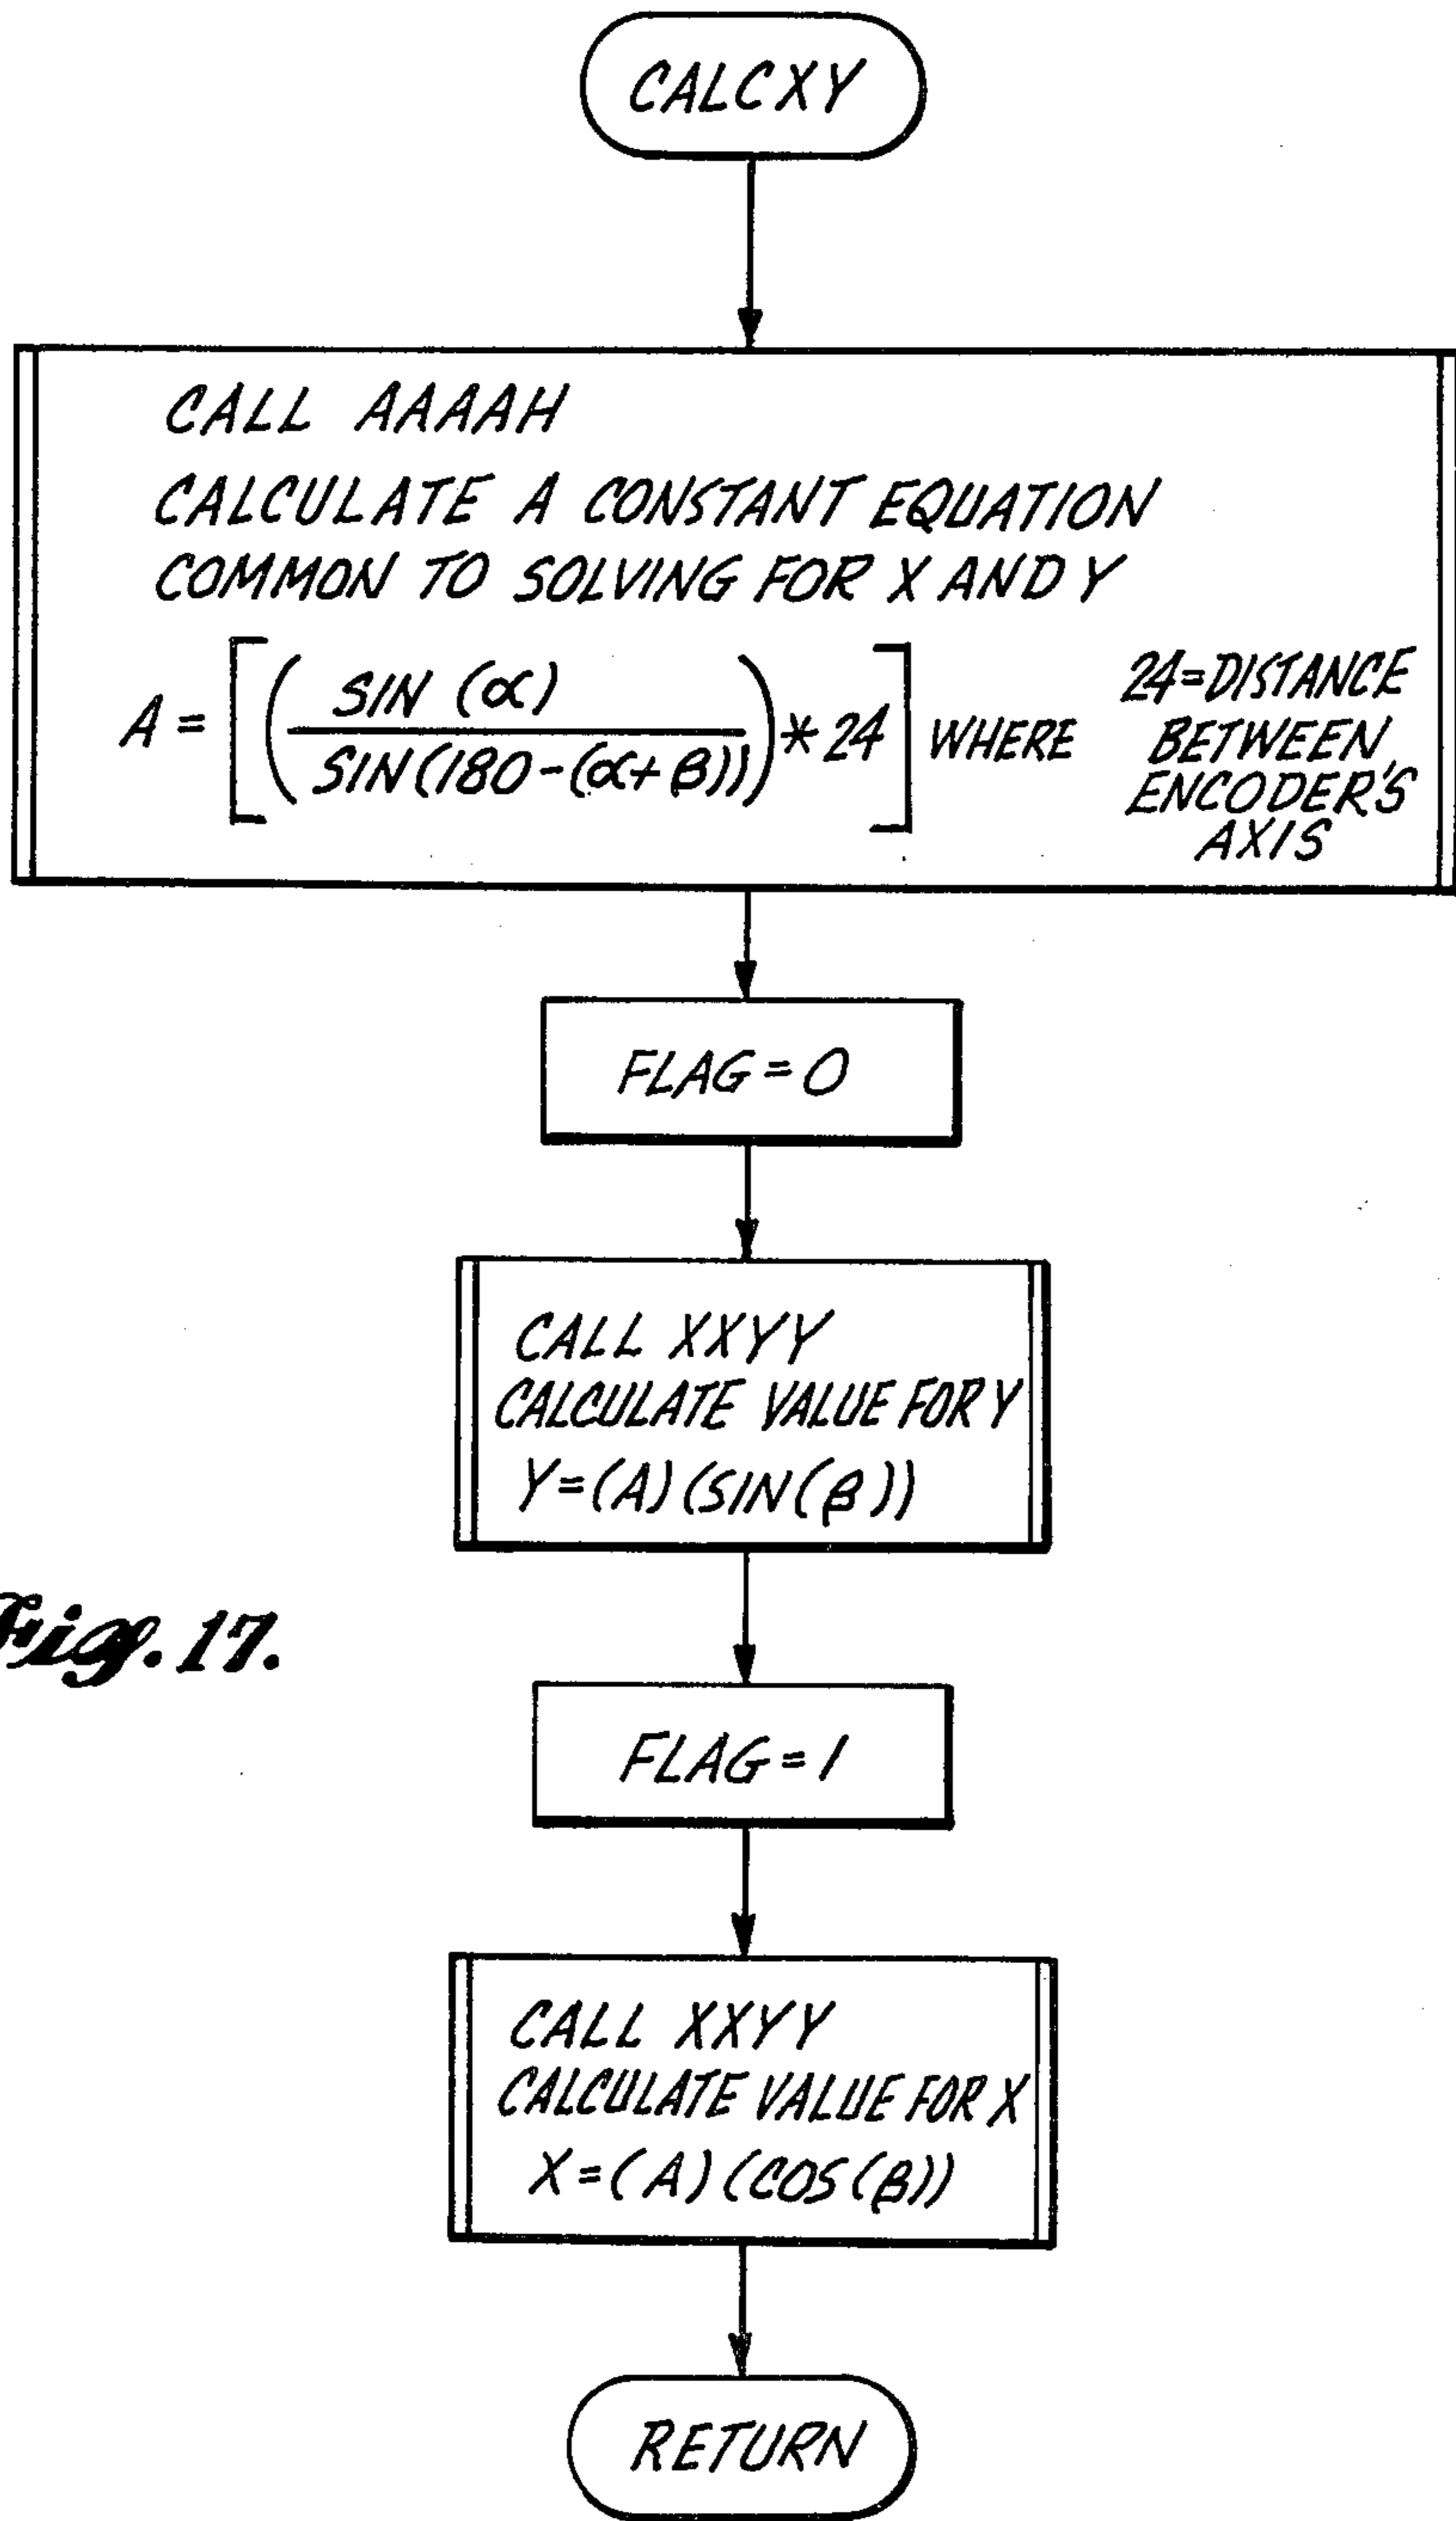 CALCXY
CALL AAAAH
CALCULATE A CONSTANT EQUATION
COMMON TO SOLVING FOR X AND Y
A = [(SIN (α) / SIN(180-(α+β))) * 24] WHERE
24=DISTANCE
BETWEEN
ENCODER'S
AXIS
FLAG=0
CALL XXYY
CALCULATE VALUE FOR Y
Y=(A)(SIN(β))
Fig. 17.
FLAG=1
CALL XXYY
CALCULATE VALUE FOR X
X=(A)(COS(β))
RETURN